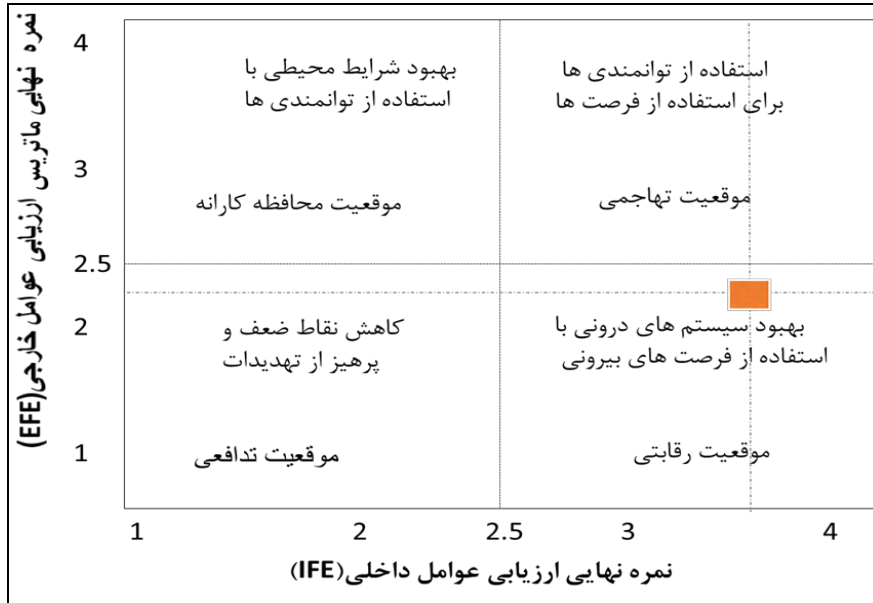 نمره نهایی ماتریس ارزیابی عوامل خارجی(EFE)
4
3
2.5
2
1
استفاده از توانمندی ها
برای استفاده از فرصت ها
موقعیت تهاجمی
بهبود شرایط محیطی با
استفاده از توانمندی ها
موقعیت محافظه کارانه
بهبود سیستم های درونی با
استفاده از فرصت های بیرونی
موقعیت رقابتی
کاهش نقاط ضعف و
پرهیز از تهدیدات
موقعیت تدافعی
1
2
2.5
3
4
نمره نهایی ارزیابی عوامل داخلی(IFE)